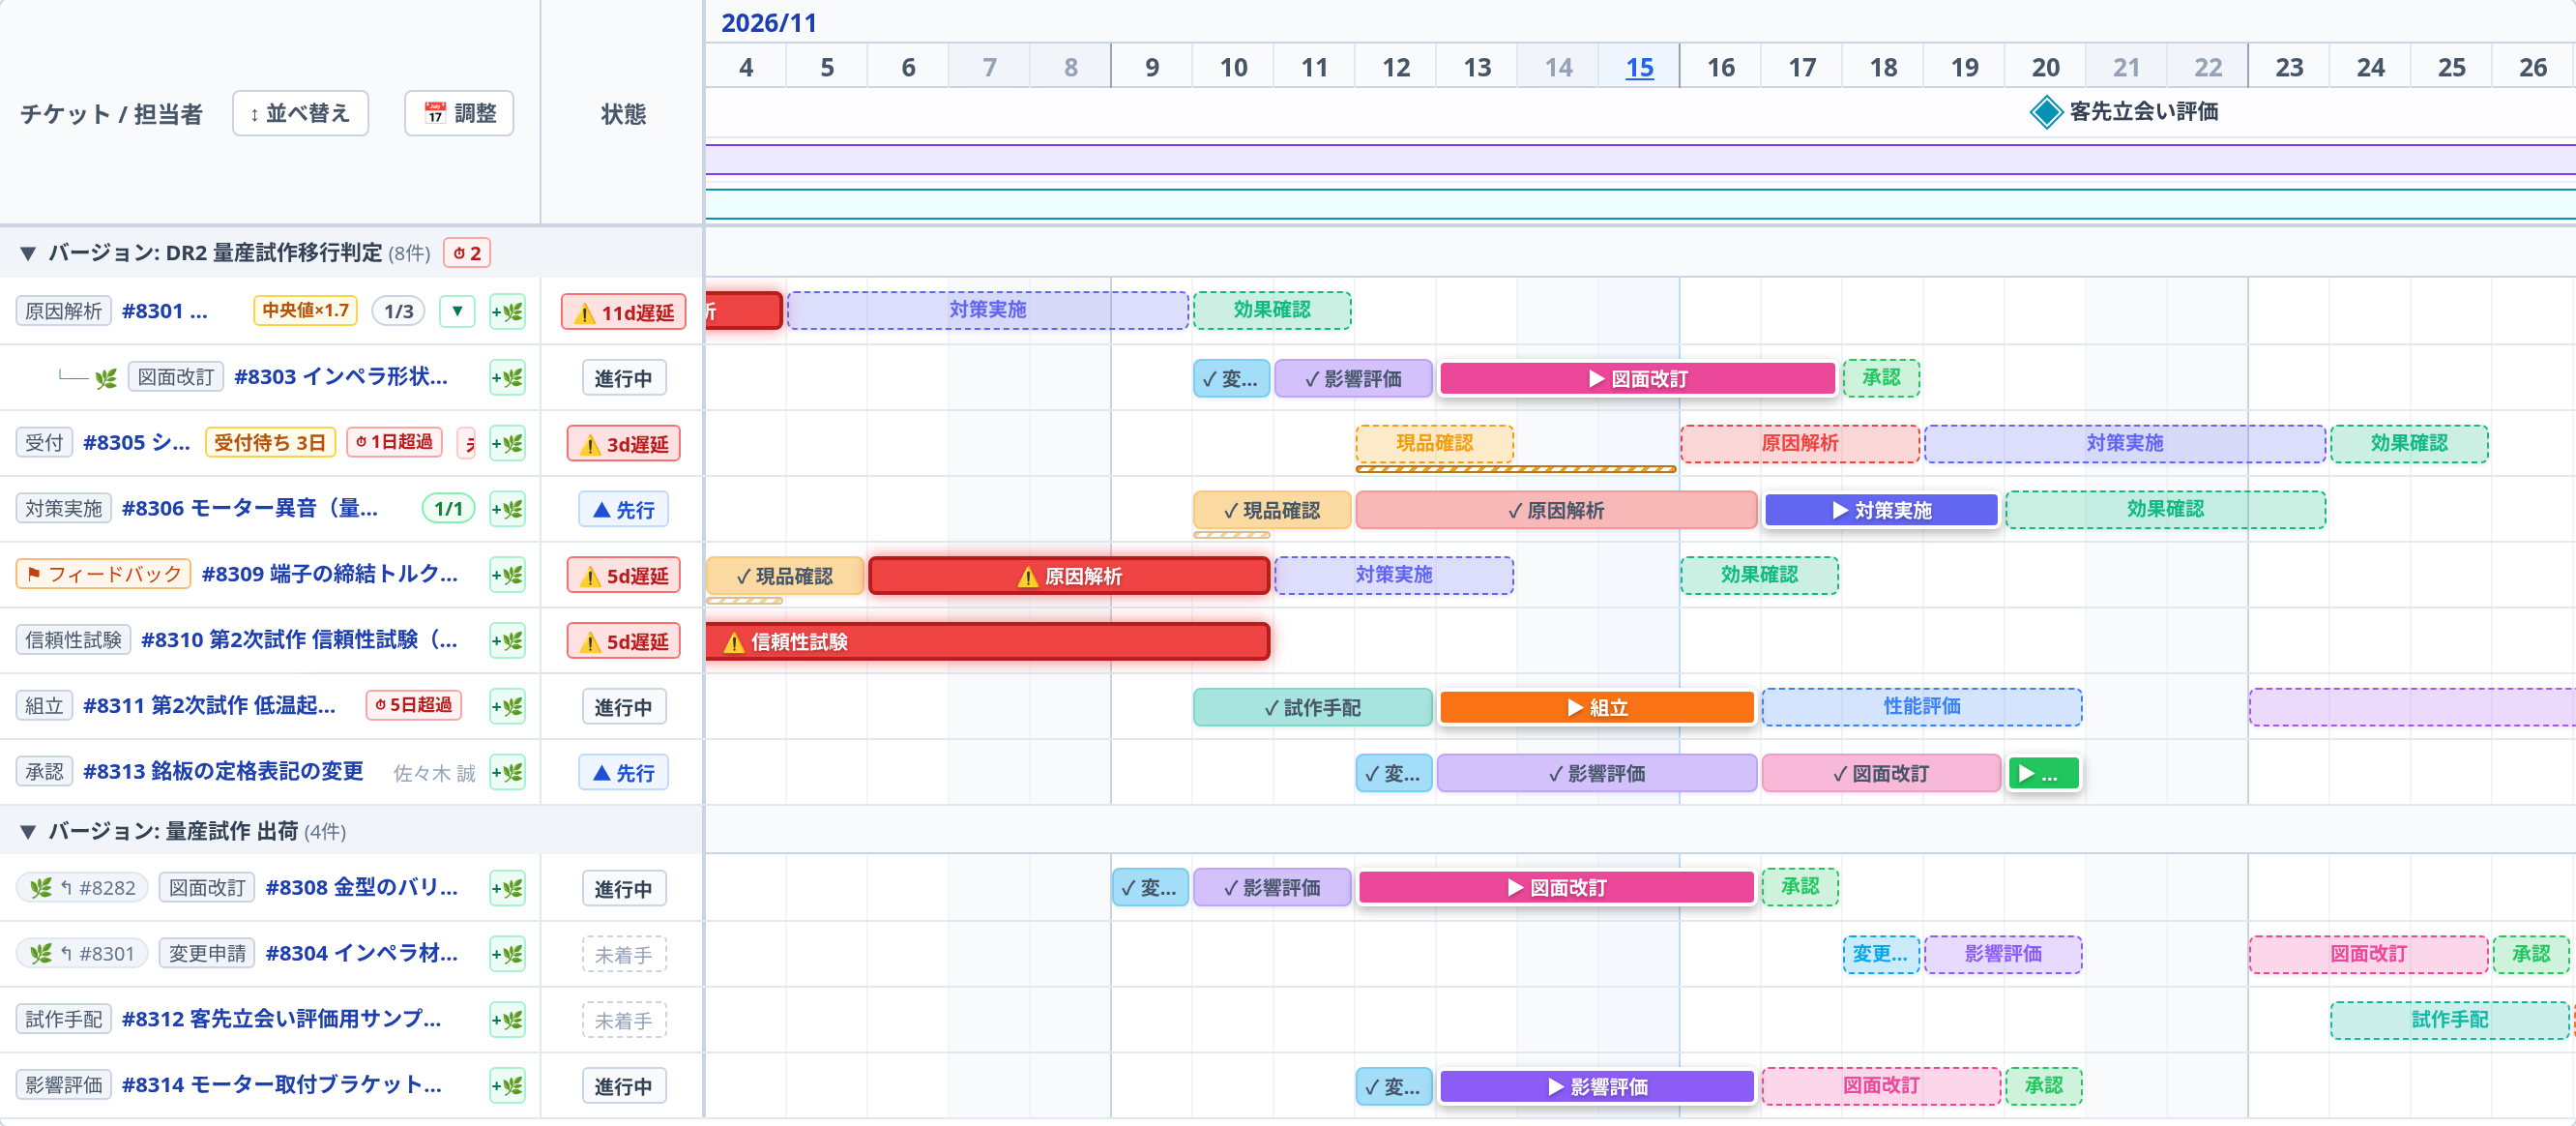 2026/11
4 5 6 7 8 9 10 11 12 13 14 15 16 17 18 19 20 21 22 23 24 25 26
チケット / 担当者 ↕ 並べ替え 📅 調整 状態
客先立会い評価
▼ バージョン: DR2 量産試作移行判定 (8件) ⏱ 2
原因解析 #8301 ... 中央値×1.7 1/3 ▼ +🌿 ⚠️ 11d遅延 析 対策実施 効果確認
└─ 🌿 図面改訂 #8303 インペラ形状... +🌿 進行中 ✓ 変... ✓ 影響評価 ▶ 図面改訂 承認
受付 #8305 シ... 受付待ち 3日 ⏱ 1日超過 +🌿 ⚠️ 3d遅延 現品確認 原因解析 対策実施 効果確認
対策実施 #8306 モーター異音（量... 1/1 +🌿 ▲ 先行 ✓ 現品確認 ✓ 原因解析 ▶ 対策実施 効果確認
⚑ フィードバック #8309 端子の締結トルク... +🌿 ⚠️ 5d遅延 ✓ 現品確認 ⚠️ 原因解析 対策実施 効果確認
信頼性試験 #8310 第2次試作 信頼性試験（... +🌿 ⚠️ 5d遅延 ⚠️ 信頼性試験
組立 #8311 第2次試作 低温起... ⏱ 5日超過 +🌿 進行中 ✓ 試作手配 ▶ 組立 性能評価
承認 #8313 銘板の定格表記の変更 佐々木 誠 +🌿 ▲ 先行 ✓ 変... ✓ 影響評価 ✓ 図面改訂 ▶ ...
▼ バージョン: 量産試作 出荷 (4件)
🌿 ↰ #8282 図面改訂 #8308 金型のバリ... +🌿 進行中 ✓ 変... ✓ 影響評価 ▶ 図面改訂 承認
🌿 ↰ #8301 変更申請 #8304 インペラ材... +🌿 未着手 変更... 影響評価 図面改訂 承認
試作手配 #8312 客先立会い評価用サンプ... +🌿 未着手 試作手配
影響評価 #8314 モーター取付ブラケット... +🌿 進行中 ✓ 変... ▶ 影響評価 図面改訂 承認